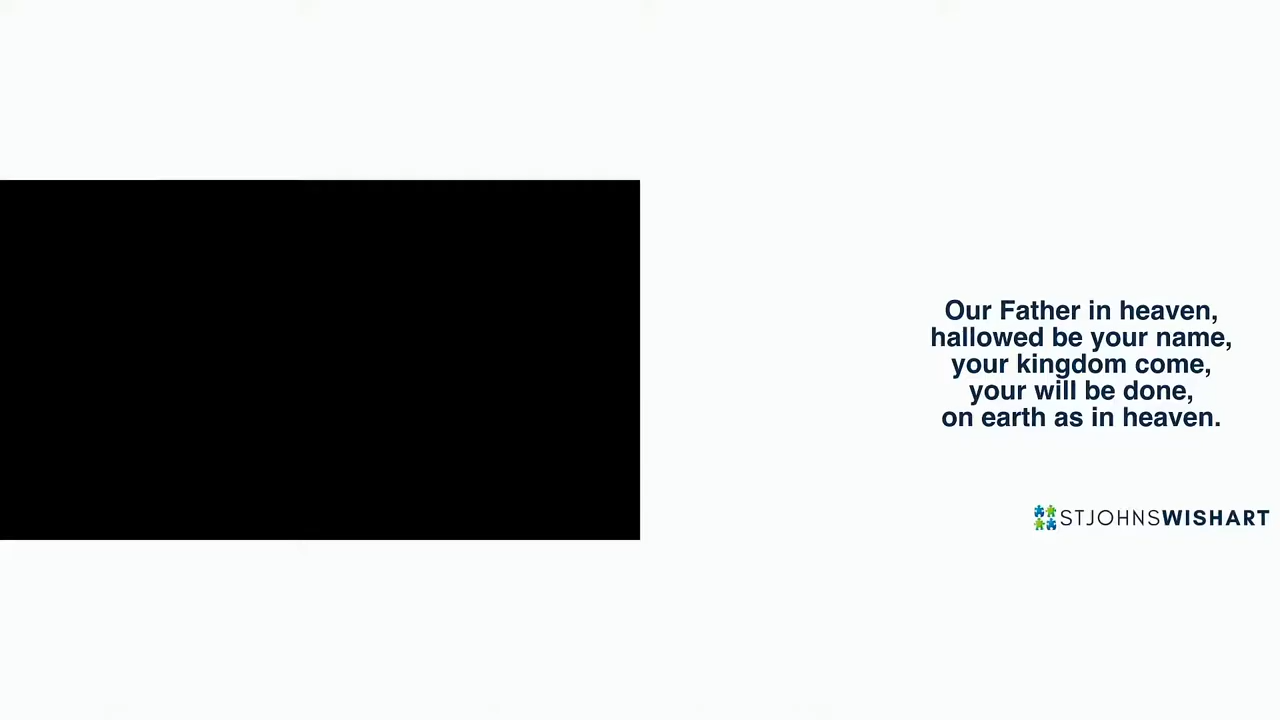 Our Father in heaven,
hallowed be your name,
your kingdom come,
your will be done,
on earth as in heaven.
STJOHNSWISHART